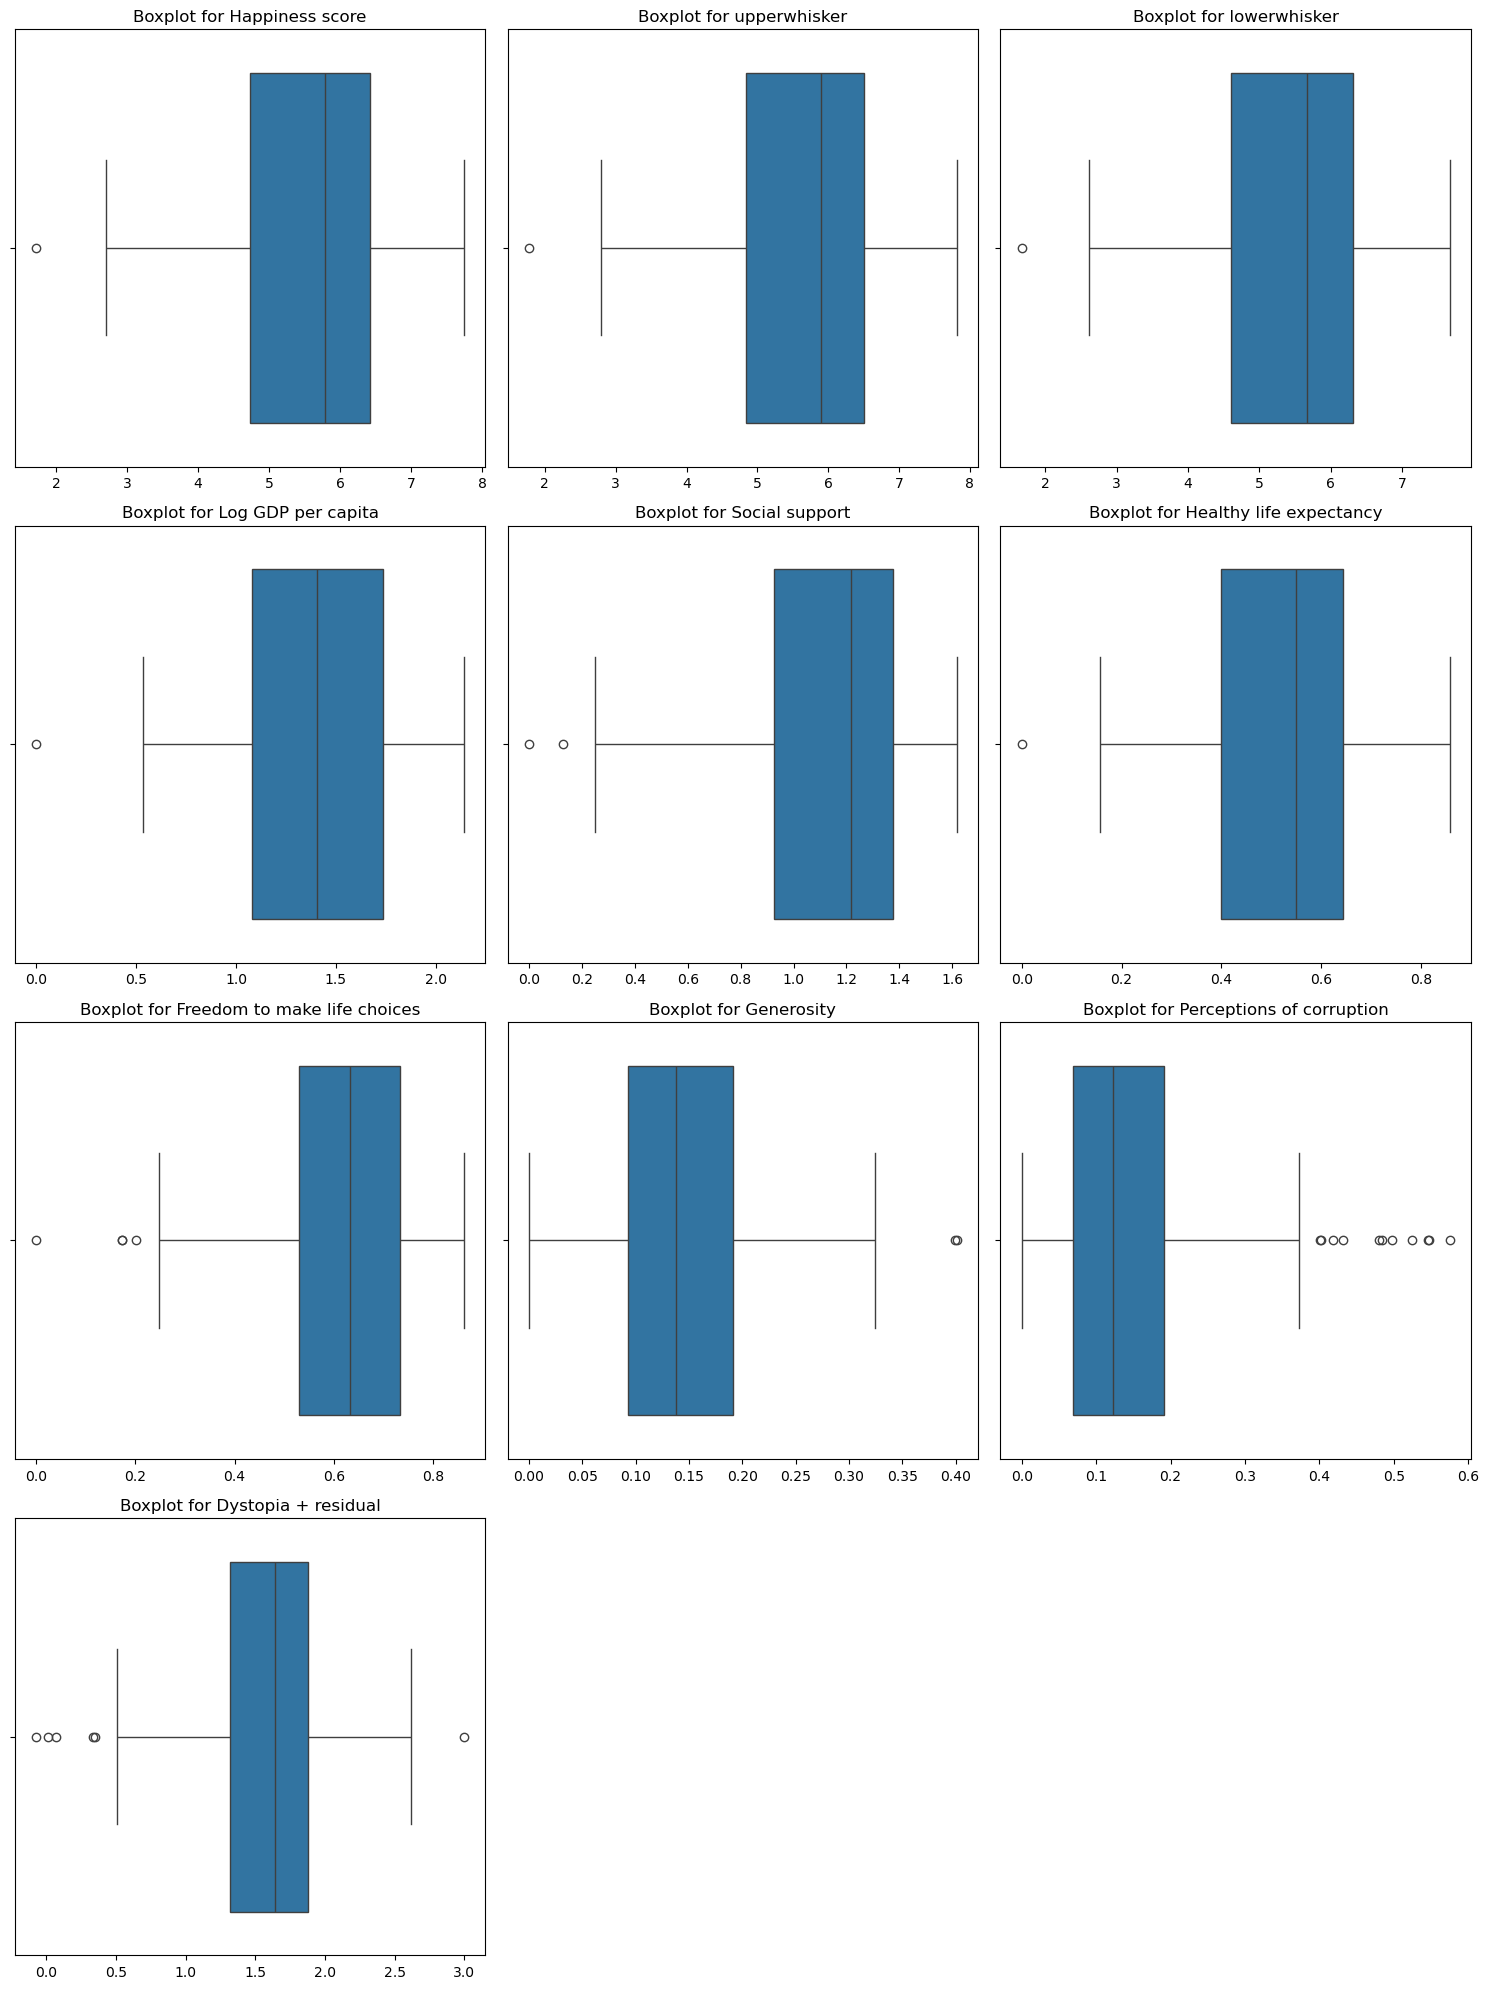 Boxplot for Happiness score
Boxplot for upperwhisker
Boxplot for lowerwhisker
2 3 4 5 6 7 8
2 3 4 5 6 7 8
2 3 4 5 6 7
Boxplot for Log GDP per capita
Boxplot for Social support
Boxplot for Healthy life expectancy
0.0 0.5 1.0 1.5 2.0
0.0 0.2 0.4 0.6 0.8 1.0 1.2 1.4 1.6
0.0 0.2 0.4 0.6 0.8
Boxplot for Freedom to make life choices
Boxplot for Generosity
Boxplot for Perceptions of corruption
0.0 0.2 0.4 0.6 0.8
0.00 0.05 0.10 0.15 0.20 0.25 0.30 0.35 0.40
0.0 0.1 0.2 0.3 0.4 0.5 0.6
Boxplot for Dystopia + residual
0.0 0.5 1.0 1.5 2.0 2.5 3.0